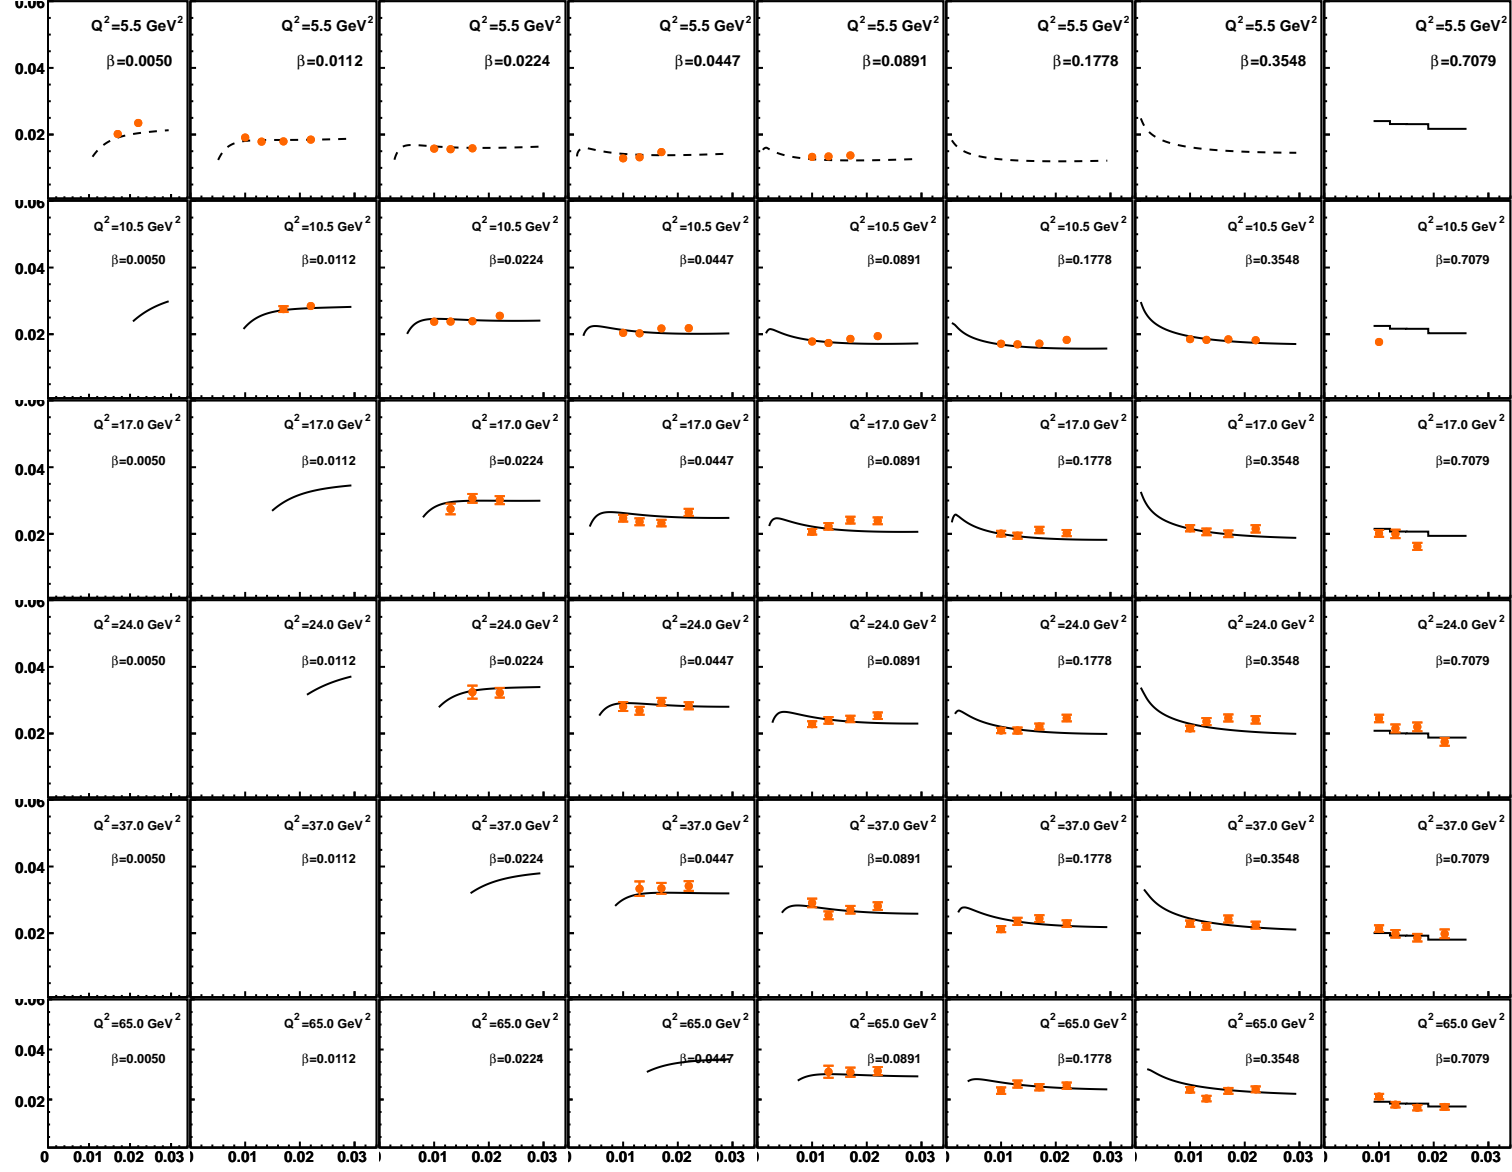 0.06
Q²=5.5 GeV² Q²=5.5 GeV² Q²=5.5 GeV² Q²=5.5 GeV² Q²=5.5 GeV² Q²=5.5 GeV² Q²=5.5 GeV² Q²=5.5 GeV²
0.04 β=0.0050 β=0.0112 β=0.0224 β=0.0447 β=0.0891 β=0.1778 β=0.3548 β=0.7079
0.02
0.06
Q²=10.5 GeV² Q²=10.5 GeV² Q²=10.5 GeV² Q²=10.5 GeV² Q²=10.5 GeV² Q²=10.5 GeV² Q²=10.5 GeV² Q²=10.5 GeV²
0.04 β=0.0050 β=0.0112 β=0.0224 β=0.0447 β=0.0891 β=0.1778 β=0.3548 β=0.7079
0.02
0.06
Q²=17.0 GeV² Q²=17.0 GeV² Q²=17.0 GeV² Q²=17.0 GeV² Q²=17.0 GeV² Q²=17.0 GeV² Q²=17.0 GeV² Q²=17.0 GeV²
0.04 β=0.0050 β=0.0112 β=0.0224 β=0.0447 β=0.0891 β=0.1778 β=0.3548 β=0.7079
0.02
0.06
Q²=24.0 GeV² Q²=24.0 GeV² Q²=24.0 GeV² Q²=24.0 GeV² Q²=24.0 GeV² Q²=24.0 GeV² Q²=24.0 GeV² Q²=24.0 GeV²
0.04 β=0.0050 β=0.0112 β=0.0224 β=0.0447 β=0.0891 β=0.1778 β=0.3548 β=0.7079
0.02
0.06
Q²=37.0 GeV² Q²=37.0 GeV² Q²=37.0 GeV² Q²=37.0 GeV² Q²=37.0 GeV² Q²=37.0 GeV² Q²=37.0 GeV² Q²=37.0 GeV²
0.04 β=0.0050 β=0.0112 β=0.0224 β=0.0447 β=0.0891 β=0.1778 β=0.3548 β=0.7079
0.02
0.06
Q²=65.0 GeV² Q²=65.0 GeV² Q²=65.0 GeV² Q²=65.0 GeV² Q²=65.0 GeV² Q²=65.0 GeV² Q²=65.0 GeV² Q²=65.0 GeV²
0.04 β=0.0050 β=0.0112 β=0.0224 β=0.0447 β=0.0891 β=0.1778 β=0.3548 β=0.7079
0.02
0 0.01 0.02 0.03 0.01 0.02 0.03 0.01 0.02 0.03 0.01 0.02 0.03 0.01 0.02 0.03 0.01 0.02 0.03 0.01 0.02 0.03 0.01 0.02 0.03